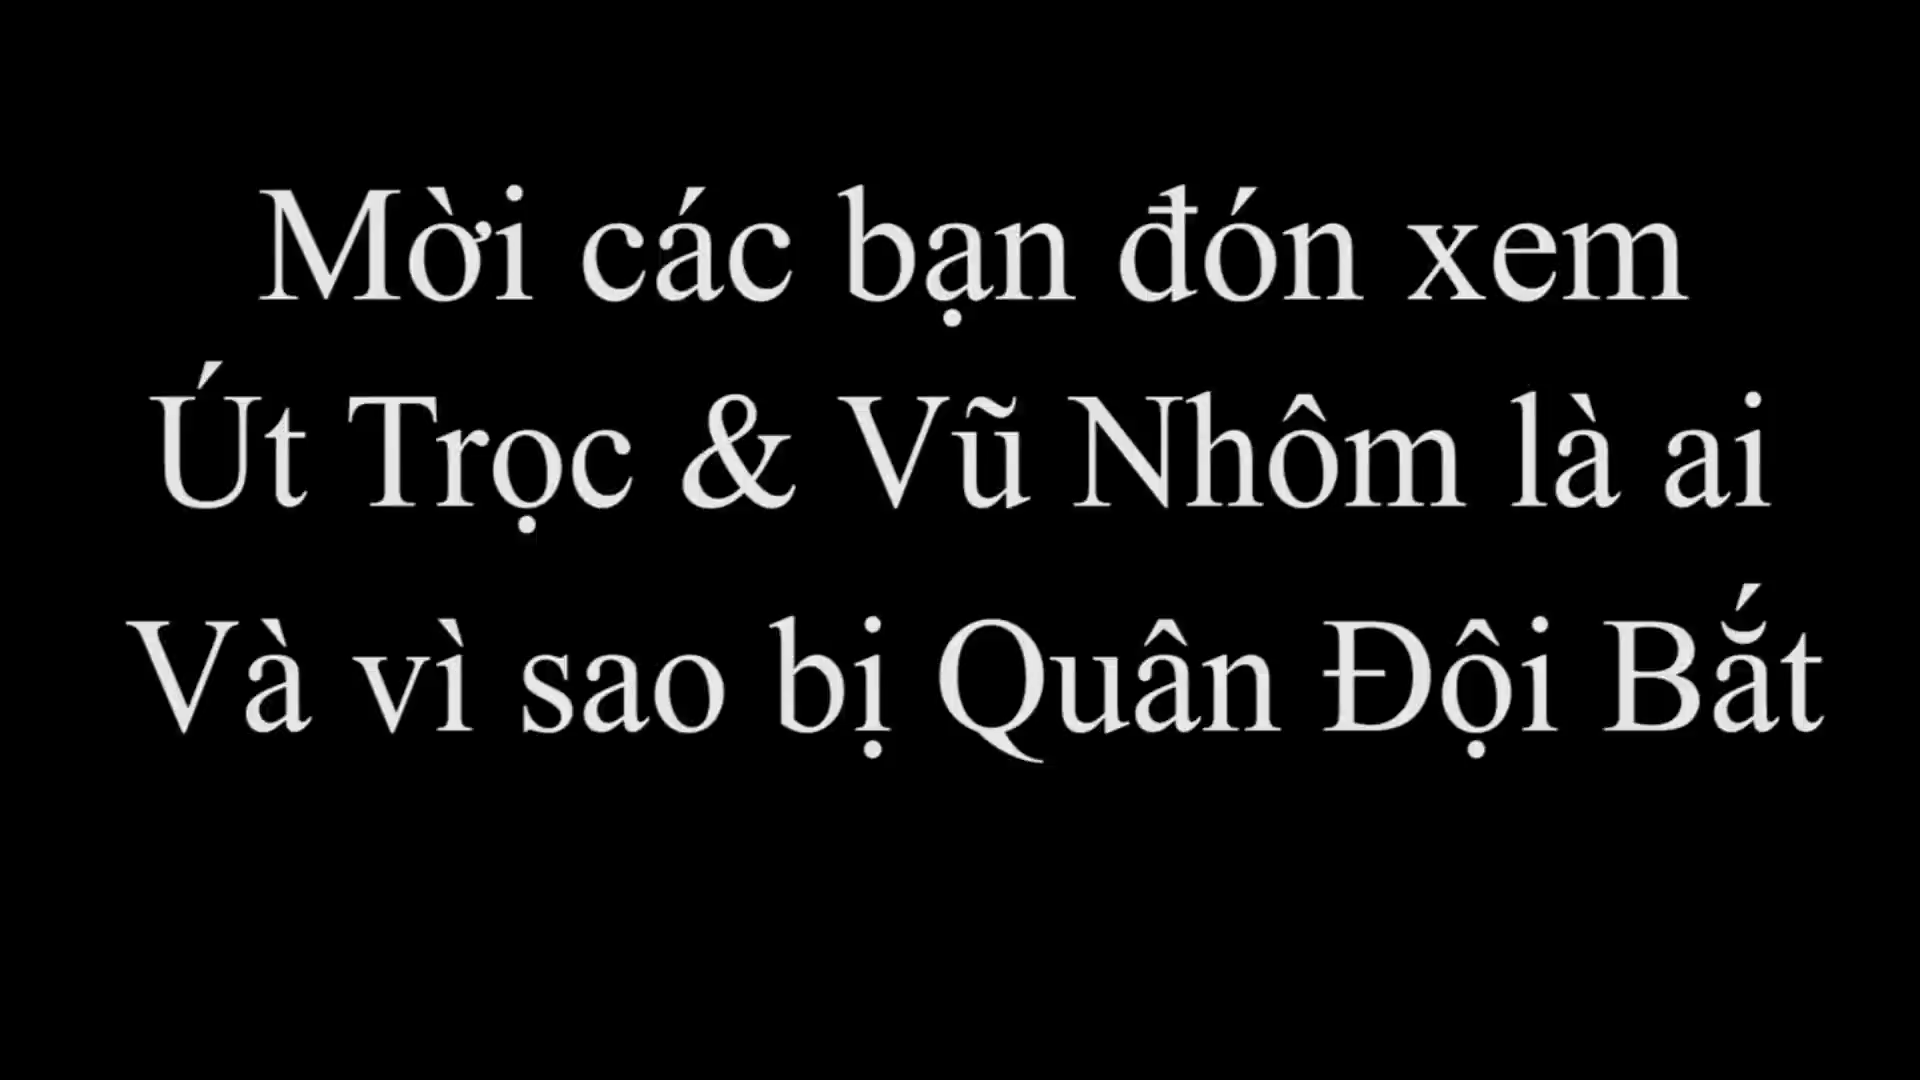 Mời các bạn đón xem
Út Trọc & Vũ Nhôm là ai
Và vì sao bị Quân Đội Bắt